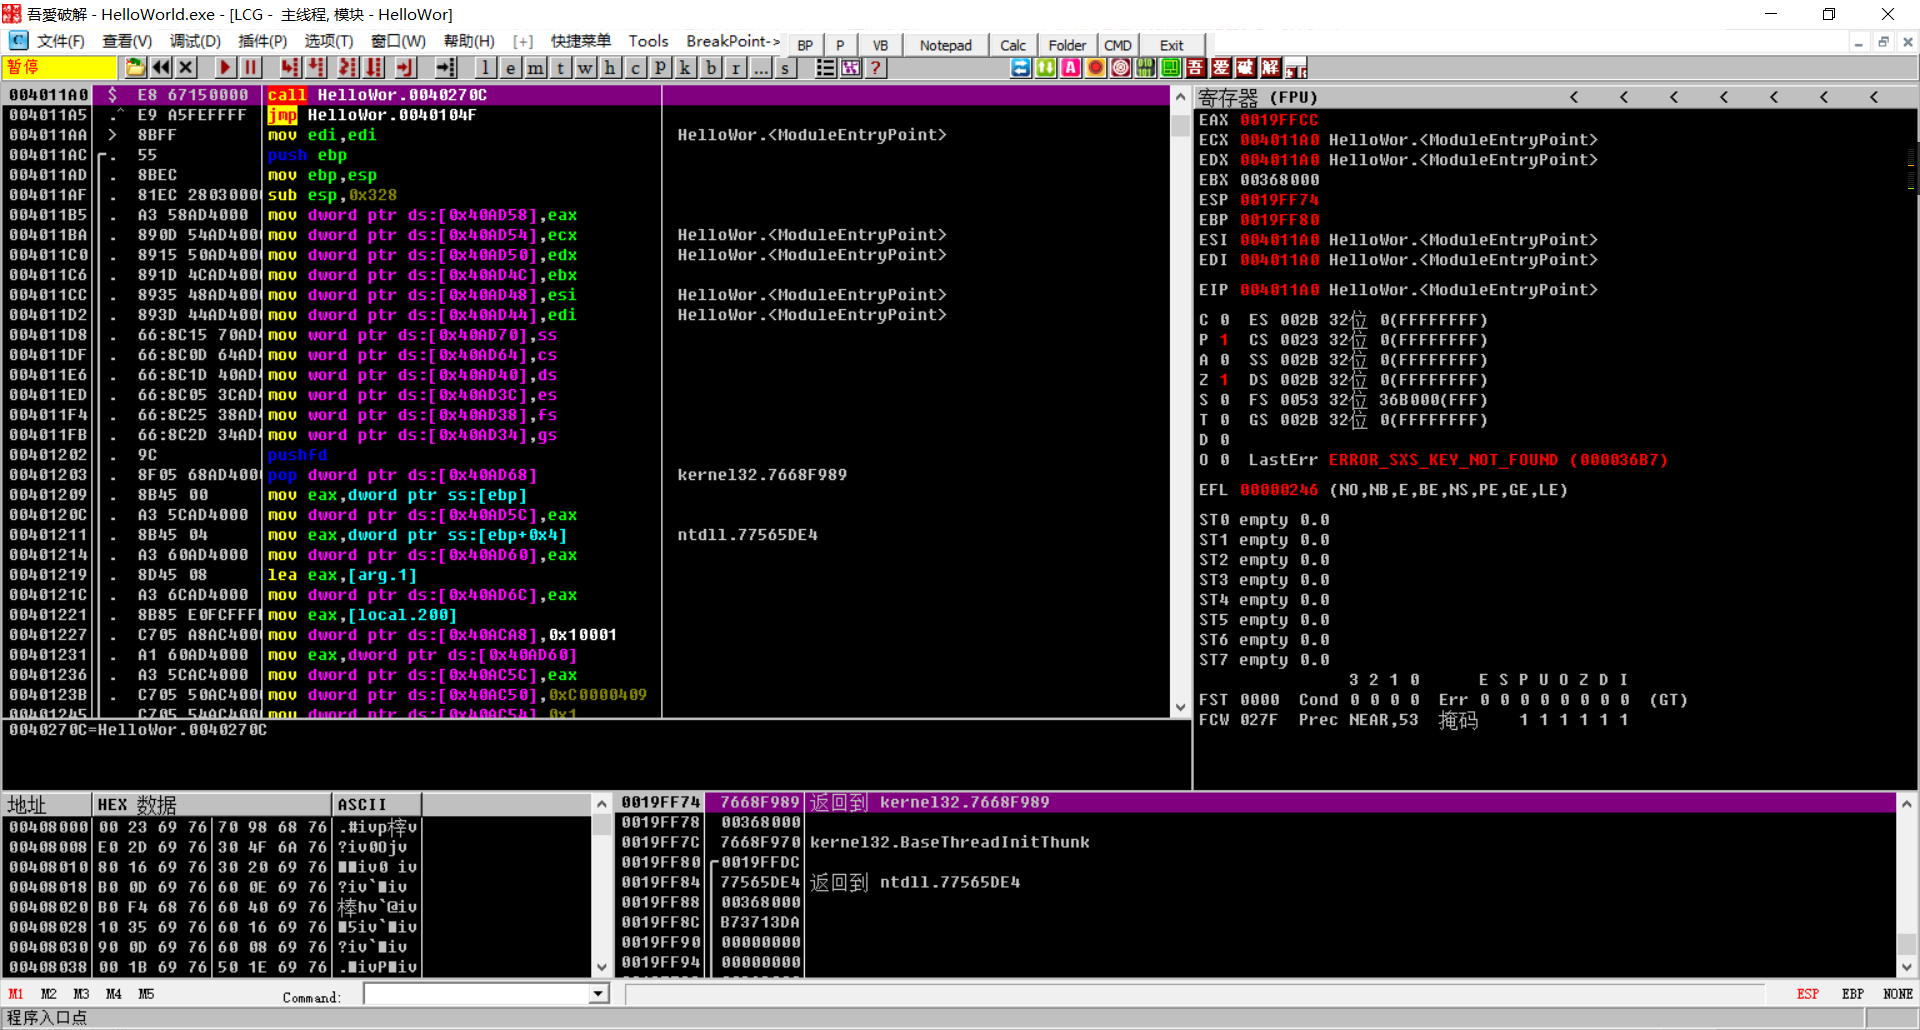 吾愛破解 - HelloWorld.exe - [LCG - 主线程, 模块 - HelloWor]
文件(F) 查看(V) 调试(D) 插件(P) 选项(T) 窗口(W) 帮助(H) [+] 快捷菜单 Tools BreakPoint-> BP P VB Notepad Calc Folder CMD Exit
暂停 l e m t w h c P k b r ... s ? 吾 爱 破 解
004011A0 $ E8 67150000 call HelloWor.0040270C
004011A5 .^ E9 A5FEFFFF jmp HelloWor.0040104F
004011AA > 8BFF mov edi,edi HelloWor.<ModuleEntryPoint>
004011AC . 55 push ebp
004011AD . 8BEC mov ebp,esp
004011AF . 81EC 28030000 sub esp,0x328
004011B5 . A3 58AD4000 mov dword ptr ds:[0x40AD58],eax
004011BA . 890D 54AD400 mov dword ptr ds:[0x40AD54],ecx HelloWor.<ModuleEntryPoint>
004011C0 . 8915 50AD400 mov dword ptr ds:[0x40AD50],edx HelloWor.<ModuleEntryPoint>
004011C6 . 891D 4CAD400 mov dword ptr ds:[0x40AD4C],ebx
004011CC . 8935 48AD400 mov dword ptr ds:[0x40AD48],esi HelloWor.<ModuleEntryPoint>
004011D2 . 893D 44AD400 mov dword ptr ds:[0x40AD44],edi HelloWor.<ModuleEntryPoint>
004011D8 . 66:8C15 70AD4 mov word ptr ds:[0x40AD70],ss
004011DF . 66:8C0D 64AD4 mov word ptr ds:[0x40AD64],cs
004011E6 . 66:8C1D 40AD4 mov word ptr ds:[0x40AD40],ds
004011ED . 66:8C05 3CAD4 mov word ptr ds:[0x40AD3C],es
004011F4 . 66:8C25 38AD4 mov word ptr ds:[0x40AD38],fs
004011FB . 66:8C2D 34AD4 mov word ptr ds:[0x40AD34],gs
00401202 . 9C pushfd
00401203 . 8F05 68AD400 pop dword ptr ds:[0x40AD68] kernel32.7668F989
00401209 . 8B45 00 mov eax,dword ptr ss:[ebp]
0040120C . A3 5CAD4000 mov dword ptr ds:[0x40AD5C],eax
00401211 . 8B45 04 mov eax,dword ptr ss:[ebp+0x4] ntdll.77565DE4
00401214 . A3 60AD4000 mov dword ptr ds:[0x40AD60],eax
00401219 . 8D45 08 lea eax,[arg.1]
0040121C . A3 6CAD4000 mov dword ptr ds:[0x40AD6C],eax
00401221 . 8B85 E0FCFFF mov eax,[local.200]
00401227 . C705 A8AC400 mov dword ptr ds:[0x40ACA8],0x10001
00401231 . A1 60AD4000 mov eax,dword ptr ds:[0x40AD60]
00401236 . A3 5CAC4000 mov dword ptr ds:[0x40AC5C],eax
0040123B . C705 50AC400 mov dword ptr ds:[0x40AC50],0xC0000409
00401245 . C705 54AC400 mov dword ptr ds:[0x40AC54],0x1
0040270C=HelloWor.0040270C
寄存器 (FPU) < < < < < < <
EAX 0019FFCC
ECX 004011A0 HelloWor.<ModuleEntryPoint>
EDX 004011A0 HelloWor.<ModuleEntryPoint>
EBX 00368000
ESP 0019FF74
EBP 0019FF80
ESI 004011A0 HelloWor.<ModuleEntryPoint>
EDI 004011A0 HelloWor.<ModuleEntryPoint>
EIP 004011A0 HelloWor.<ModuleEntryPoint>
C 0 ES 002B 32位 0(FFFFFFFF)
P 1 CS 0023 32位 0(FFFFFFFF)
A 0 SS 002B 32位 0(FFFFFFFF)
Z 1 DS 002B 32位 0(FFFFFFFF)
S 0 FS 0053 32位 36B000(FFF)
T 0 GS 002B 32位 0(FFFFFFFF)
D 0
O 0 LastErr ERROR_SXS_KEY_NOT_FOUND (000036B7)
EFL 00000246 (NO,NB,E,BE,NS,PE,GE,LE)
ST0 empty 0.0
ST1 empty 0.0
ST2 empty 0.0
ST3 empty 0.0
ST4 empty 0.0
ST5 empty 0.0
ST6 empty 0.0
ST7 empty 0.0
3 2 1 0 E S P U O Z D I
FST 0000 Cond 0 0 0 0 Err 0 0 0 0 0 0 0 0 (GT)
FCW 027F Prec NEAR,53 掩码 1 1 1 1 1 1
地址 HEX 数据 ASCII
00408000 00 23 69 76 70 98 68 76 .#ivp榟v
00408008 E0 2D 69 76 30 4F 6A 76 ?iv0Ojv
00408010 80 16 69 76 30 20 69 76 ■■iv0 iv
00408018 B0 0D 69 76 60 0E 69 76 ?iv`■iv
00408020 B0 F4 68 76 60 40 69 76 棒hv`@iv
00408028 10 35 69 76 60 16 69 76 ■5iv`■iv
00408030 90 0D 69 76 60 08 69 76 ?iv`■iv
00408038 00 1B 69 76 50 1E 69 76 .■ivP■iv
0019FF74 7668F989 返回到 kernel32.7668F989
0019FF78 00368000
0019FF7C 7668F970 kernel32.BaseThreadInitThunk
0019FF80 0019FFDC
0019FF84 77565DE4 返回到 ntdll.77565DE4
0019FF88 00368000
0019FF8C B73713DA
0019FF90 00000000
0019FF94 00000000
M1 M2 M3 M4 M5 Command: ESP EBP NONE
程序入口点